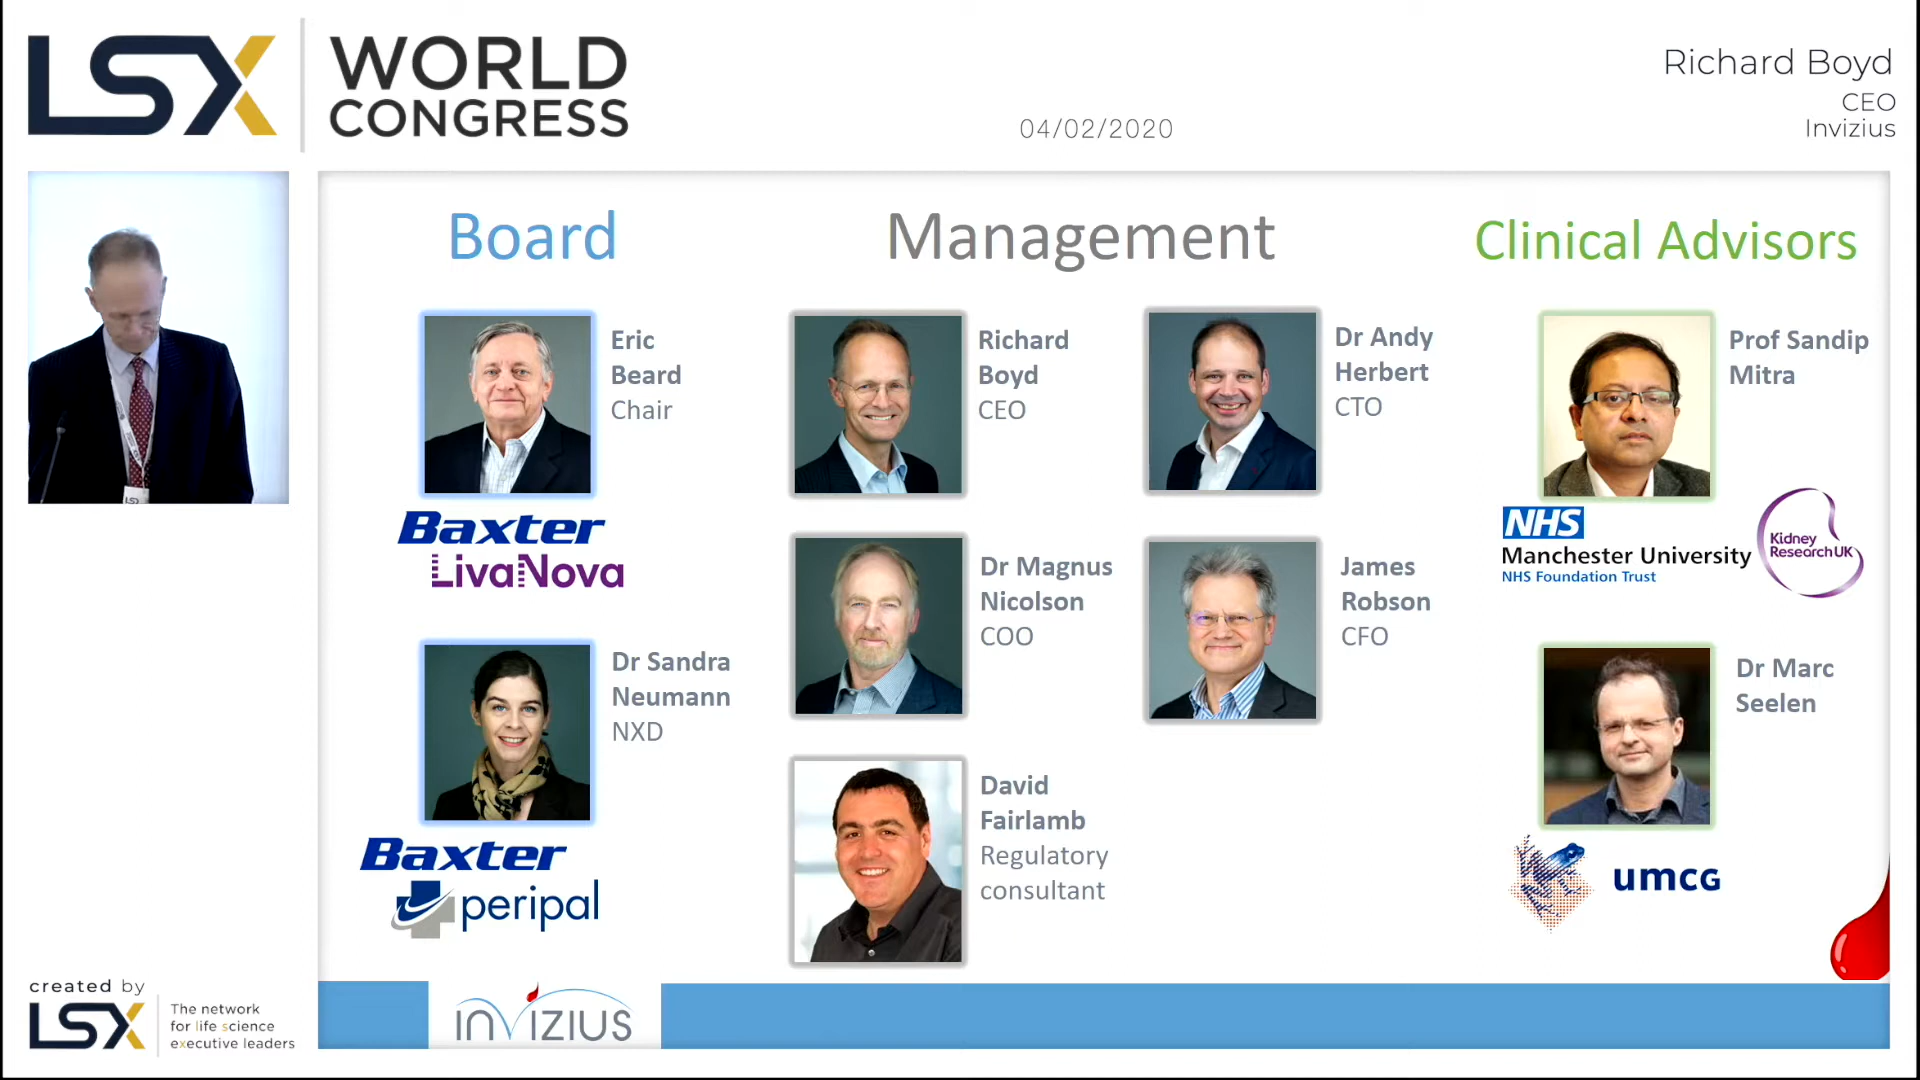 LSX
WORLD
CONGRESS
04/02/2020
Richard Boyd
CEO
Invizius
Board
Management
Clinical Advisors
Eric
Beard
Chair
Richard
Boyd
CEO
Dr Andy
Herbert
CTO
Prof Sandip
Mitra
Baxter
LivaNova
NHS
Manchester University
NHS Foundation Trust
Kidney
Research UK
Dr Magnus
Nicolson
COO
James
Robson
CFO
Dr Sandra
Neumann
NXD
Dr Marc
Seelen
David
Fairlamb
Regulatory
consultant
Baxter
peripal
umcg
LSX
created by
LSX
The network
for life science
executive leaders
INVIZIUS